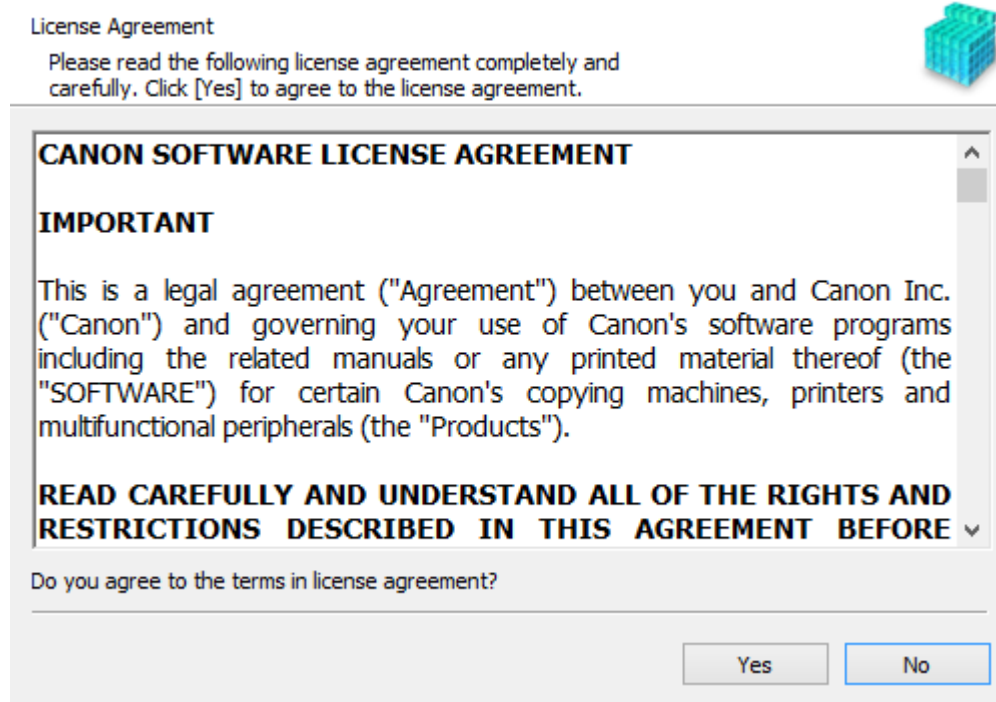 License Agreement
Please read the following license agreement completely and
carefully. Click [Yes] to agree to the license agreement.
CANON SOFTWARE LICENSE AGREEMENT
IMPORTANT
This is a legal agreement ("Agreement") between you and Canon Inc.
("Canon") and governing your use of Canon's software programs
including the related manuals or any printed material thereof (the
"SOFTWARE") for certain Canon's copying machines, printers and
multifunctional peripherals (the "Products").
READ CAREFULLY AND UNDERSTAND ALL OF THE RIGHTS AND
RESTRICTIONS DESCRIBED IN THIS AGREEMENT BEFORE
Do you agree to the terms in license agreement?
Yes No